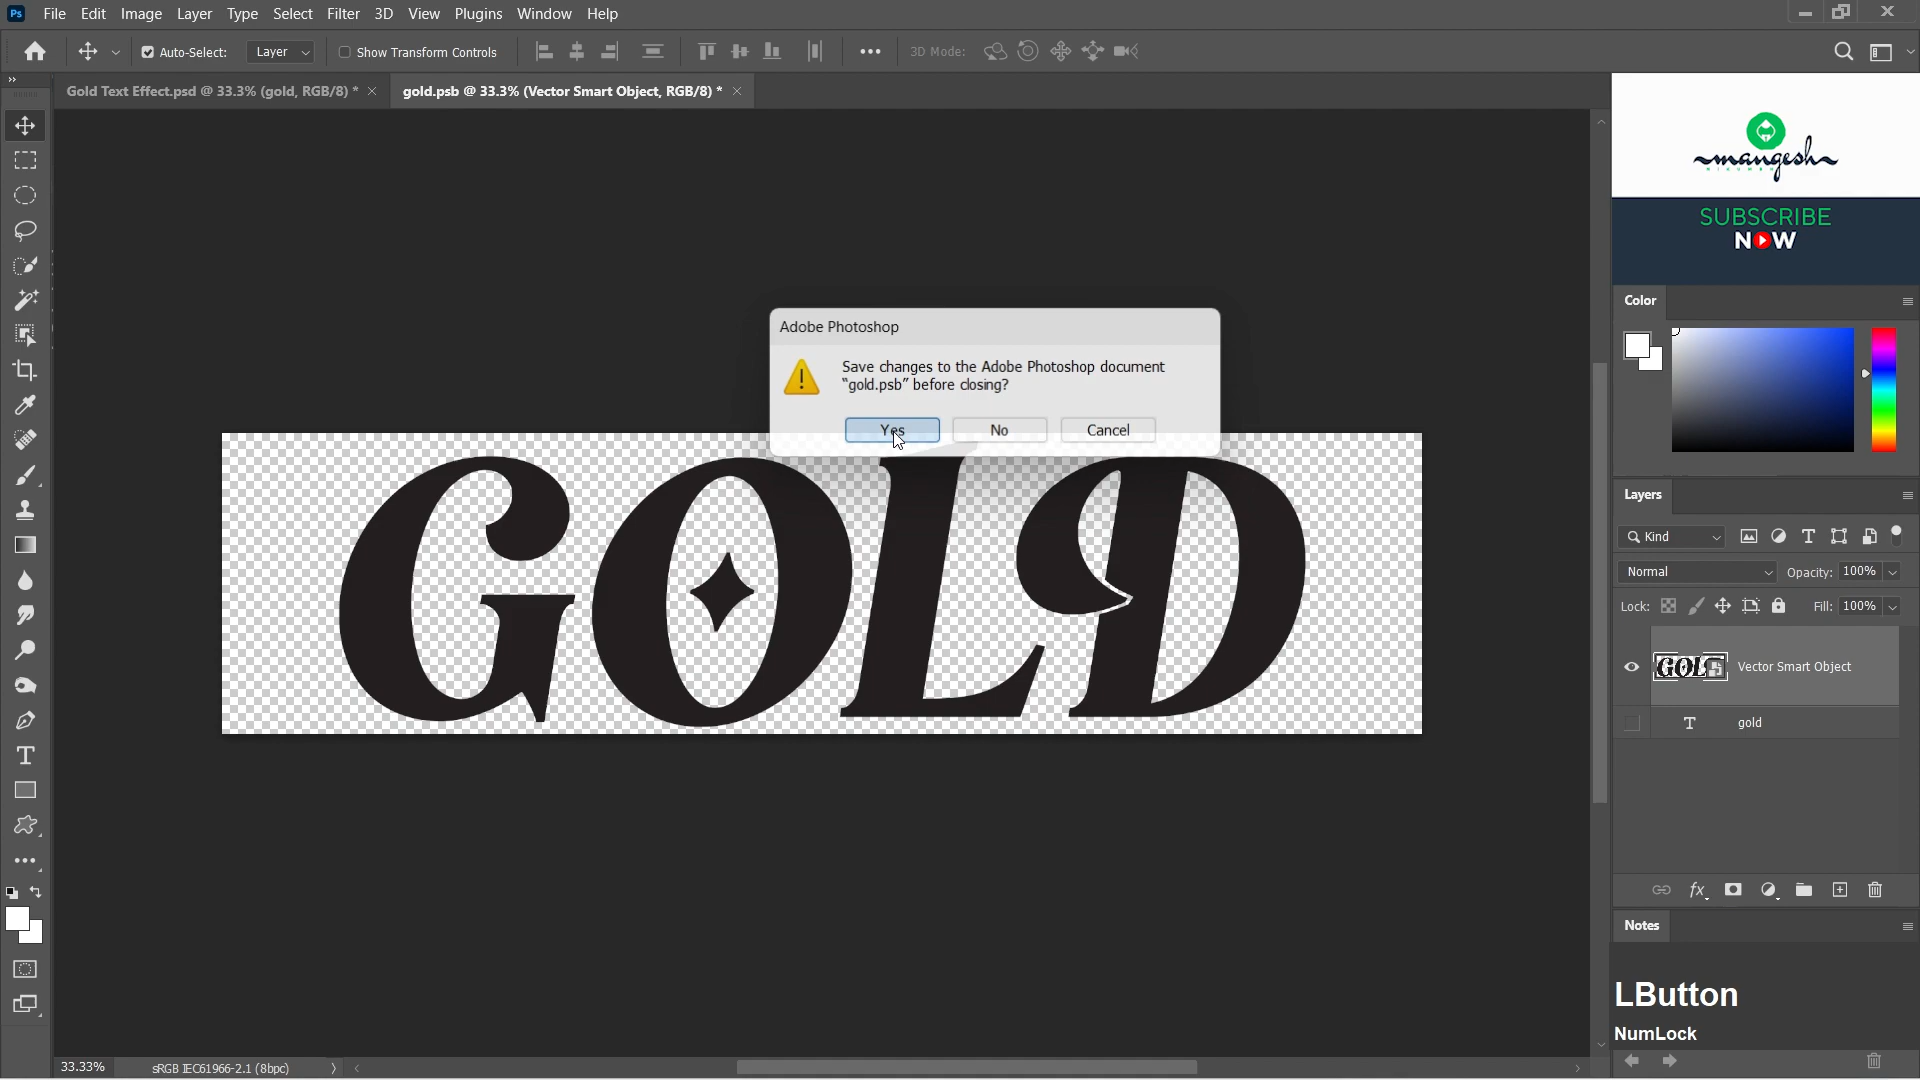 Ps File Edit Image Layer Type Select Filter 3D View Plugins Window Help
Auto-Select: Layer Show Transform Controls 3D Mode:
Gold Text Effect.psd @ 33.3% (gold, RGB/8) * gold.psb @ 33.3% (Vector Smart Object, RGB/8) *
mangesh
SUBSCRIBE
NOW
Color
Adobe Photoshop
Save changes to the Adobe Photoshop document
“gold.psb” before closing?
Yes No Cancel
GOLD
Layers
Kind
Normal Opacity: 100%
Lock: Fill: 100%
GOL Vector Smart Object
T gold
fx
Notes
LButton
NumLock
33.33% sRGB IEC61966-2.1 (8bpc)